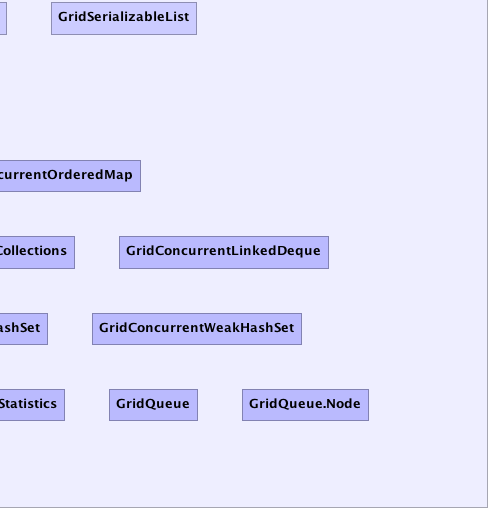 GridSerializableList
currentOrderedMap
Collections GridConcurrentLinkedDeque
ashSet GridConcurrentWeakHashSet
Statistics GridQueue GridQueue.Node